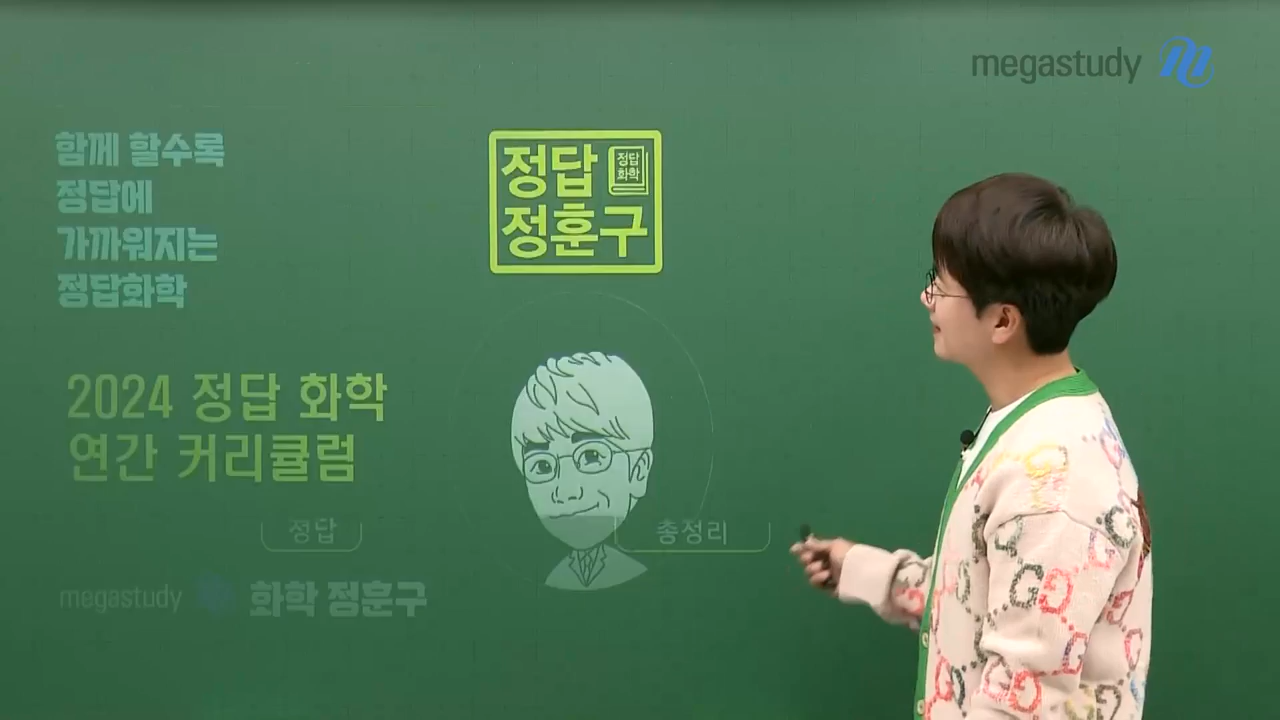 megastudy
함께 할수록
정답에
가까워지는
정답화학
정답
정답
화학
정훈구
2024 정답 화학
연간 커리큘럼
정답
총정리
megastudy 화학 정훈구